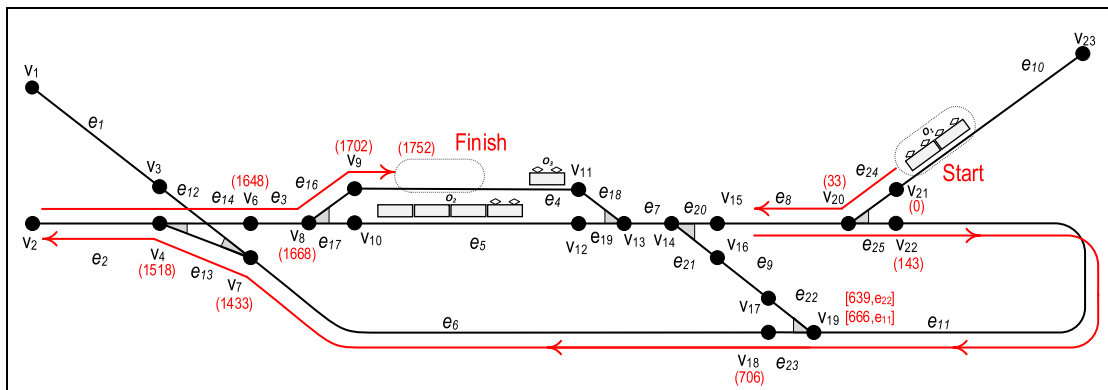 v23
e10
v1
e1
Finish
(1702) (1752)
v9
O1
v3
(1648)
O3
v11
e24
Start
e12
e14 v6 e3
e16
e4
e18
v15
(33)
v21
O2
e7
e20
e8
v20
(0)
v2
v4
v8
e17
v10
e5
v12
e19
v13
v14
v16
e25
v22
e2
(1518)
e13
v7
(1668)
e21
e9
(143)
(1433)
v17
e22
[639,e22]
v19
[666,e11]
e6
e11
v18
e23
(706)